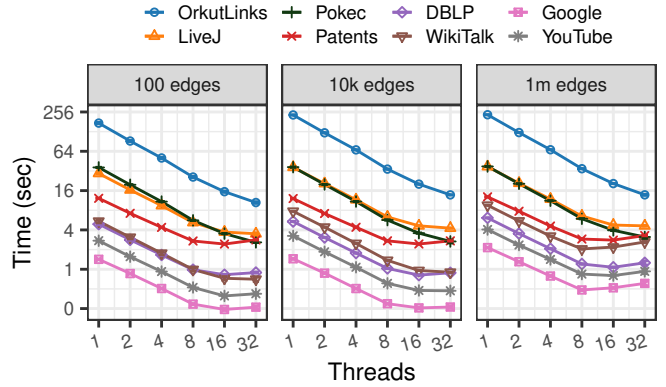 OrkutLinks Pokec DBLP Google
LiveJ Patents WikiTalk YouTube
100 edges 10k edges 1m edges
Time (sec)
256
64
16
4
1
0
1 2 4 8 16 32 1 2 4 8 16 32 1 2 4 8 16 32
Threads